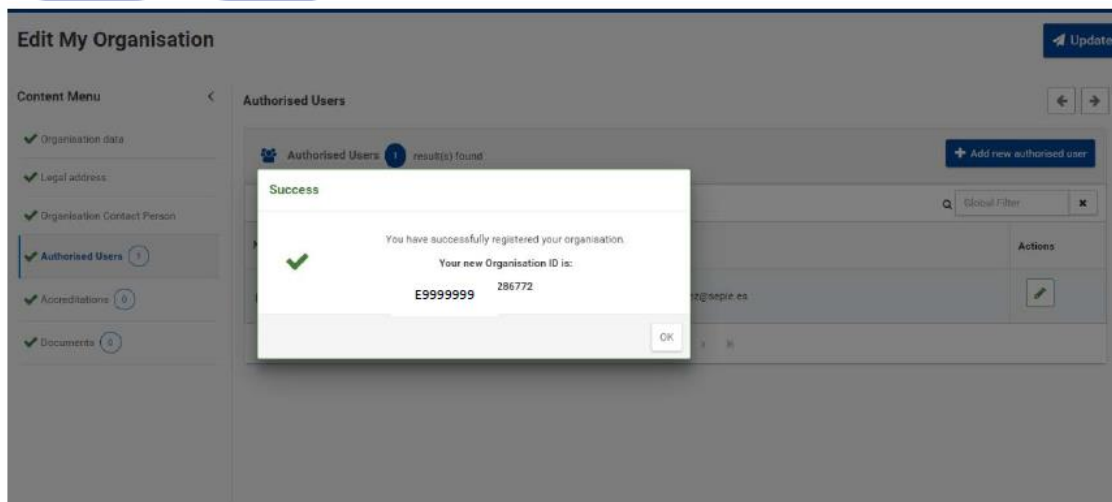 Edit My Organisation
Update
Content Menu
Authorised Users
Organisation data
Authorised Users 1 result(s) found
Add new authorised user
Legal address
Success
Global Filter
Organisation Contact Person
You have successfully registered your organisation.
Authorised Users 1
Your new Organisation ID is:
Actions
E9999999 286772
@sepie.es
Accreditations 0
Documents 0
OK